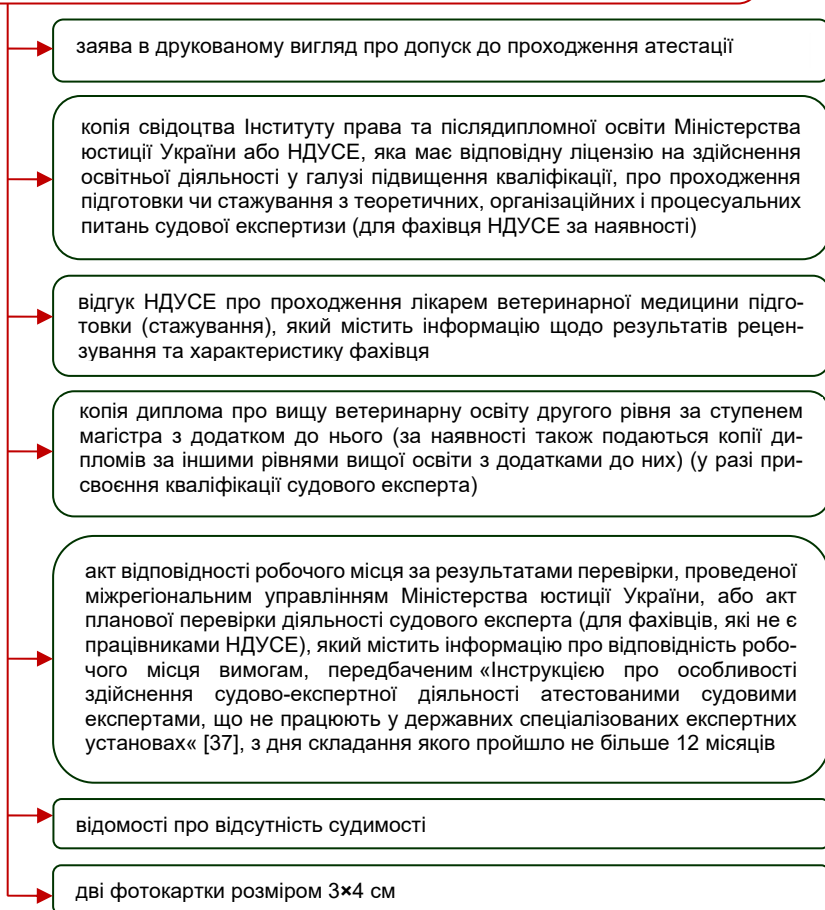 заява в друкованому вигляд про допуск до проходження атестації
копія свідоцтва Інституту права та післядипломної освіти Міністерства
юстиції України або НДУСЕ, яка має відповідну ліцензію на здійснення
освітньої діяльності у галузі підвищення кваліфікації, про проходження
підготовки чи стажування з теоретичних, організаційних і процесуальних
питань судової експертизи (для фахівця НДУСЕ за наявності)
відгук НДУСЕ про проходження лікарем ветеринарної медицини підго-
товки (стажування), який містить інформацію щодо результатів рецен-
зування та характеристику фахівця
копія диплома про вищу ветеринарну освіту другого рівня за ступенем
магістра з додатком до нього (за наявності також подаються копії ди-
пломів за іншими рівнями вищої освіти з додатками до них) (у разі при-
своєння кваліфікації судового експерта)
акт відповідності робочого місця за результатами перевірки, проведеної
міжрегіональним управлінням Міністерства юстиції України, або акт
планової перевірки діяльності судового експерта (для фахівців, які не є
працівниками НДУСЕ), який містить інформацію про відповідність робо-
чого місця вимогам, передбаченим «Інструкцією про особливості
здійснення судово-експертної діяльності атестованими судовими
експертами, що не працюють у державних спеціалізованих експертних
установах« [37], з дня складання якого пройшло не більше 12 місяців
відомості про відсутність судимості
дві фотокартки розміром 3×4 см